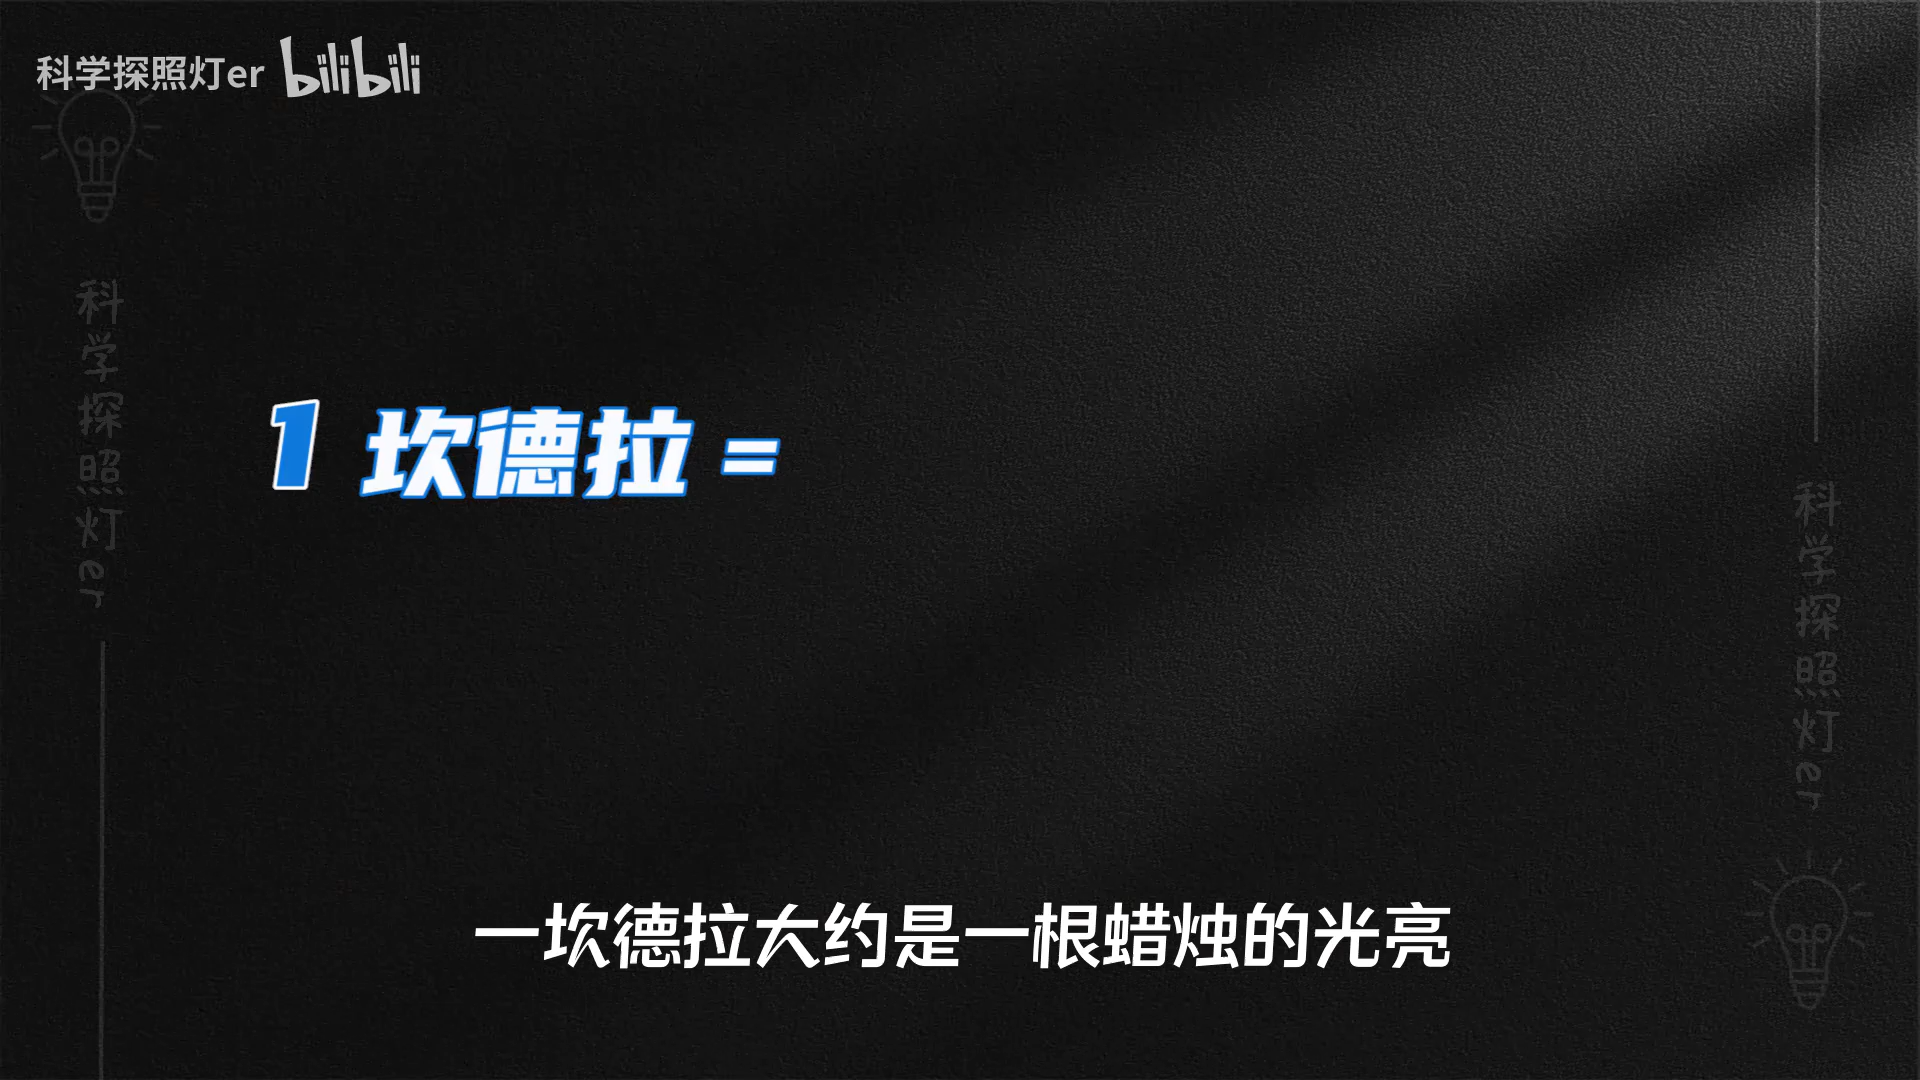 科学探照灯er bilibili
科学探照灯er
1 坎德拉 =
科学探照灯er
一坎德拉大约是一根蜡烛的光亮